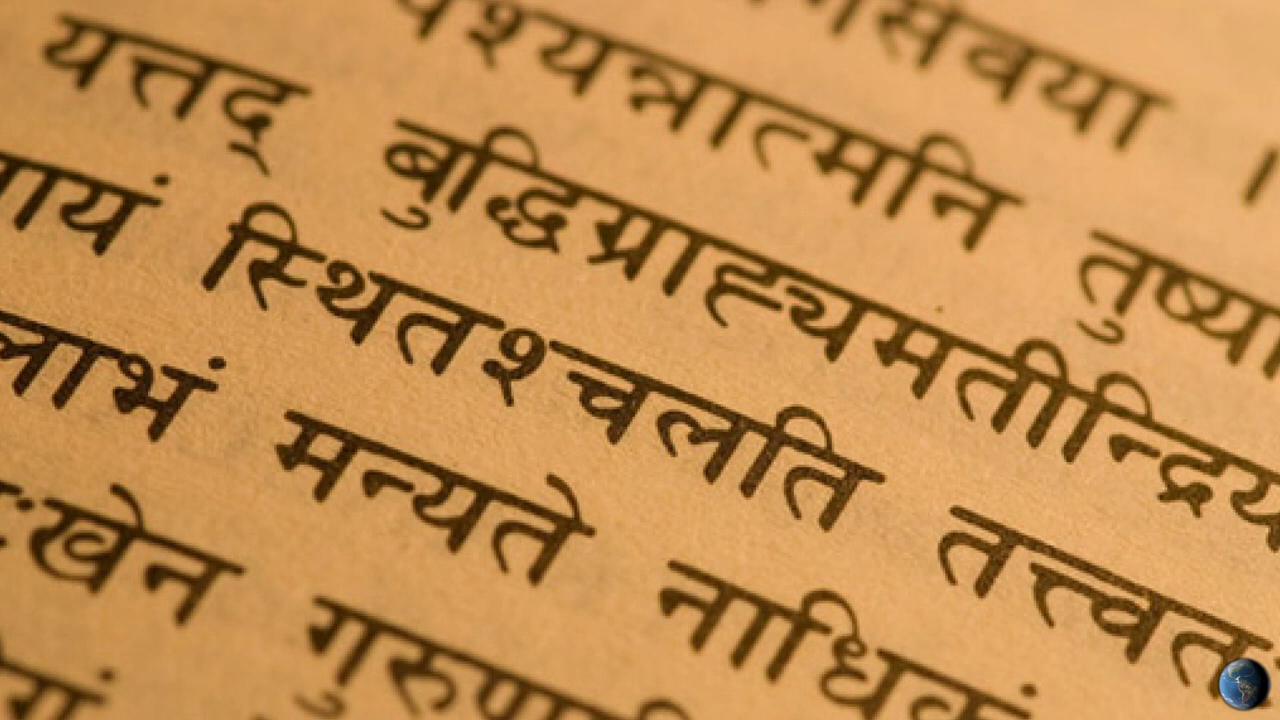 सेवया ।
श्यन्नात्मनि तुष्य
यत्तद् बुद्धिग्राह्यमतीन्द्रिय
ायं स्थितश्चलति तत्त्वतः
लाभं मन्यते नाधिकं
ःखेन गुरुणा